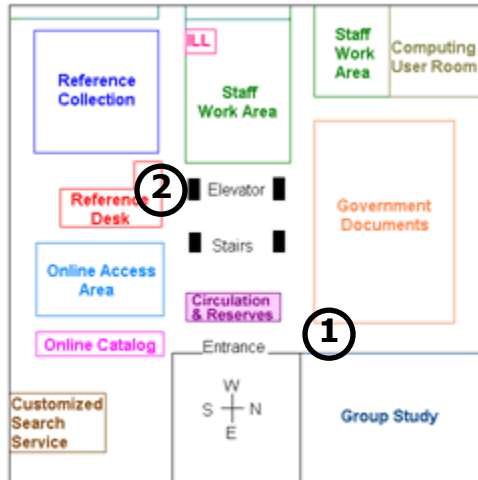 ILL
Staff
Work
Area
Computing
User Room
Reference
Collection
Staff
Work Area
2
Elevator
Reference
Desk
Government
Documents
Stairs
Online Access
Area
Circulation
& Reserves
1
Online Catalog
Entrance
W
S
N
E
Customized
Search
Service
Group Study